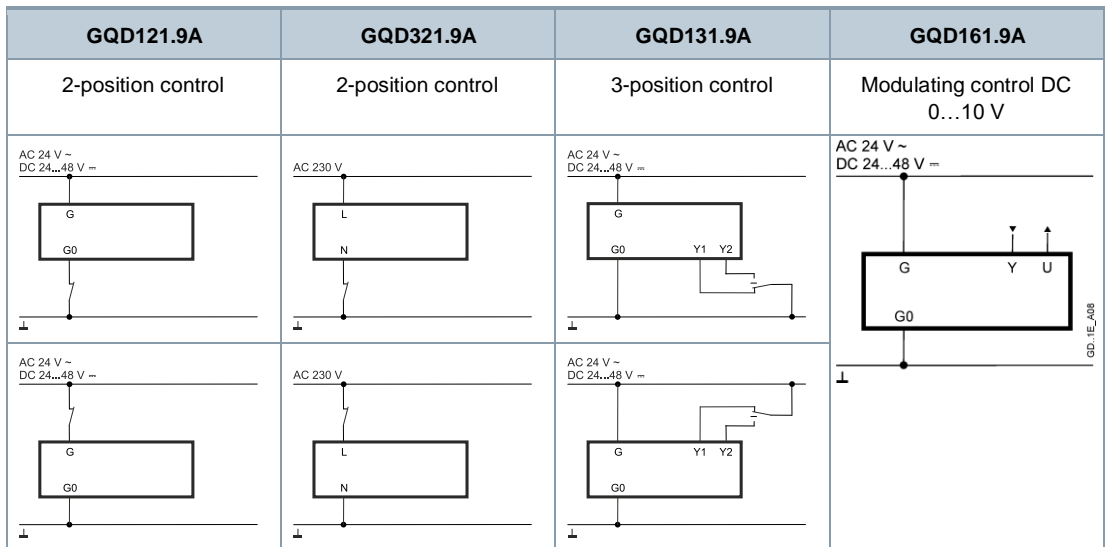 GQD121.9A
GQD321.9A
GQD131.9A
GQD161.9A
2-position control
2-position control
3-position control
Modulating control DC
0…10 V
AC 24 V ~
DC 24...48 V ⎓
G
G0
AC 230 V
L
N
AC 24 V ~
DC 24...48 V ⎓
G
G0
Y1
Y2
AC 24 V ~
DC 24...48 V ⎓
G
Y
U
G0
GD..1E_A08
AC 24 V ~
DC 24...48 V ⎓
G
G0
AC 230 V
L
N
AC 24 V ~
DC 24...48 V ⎓
G
Y1
Y2
G0